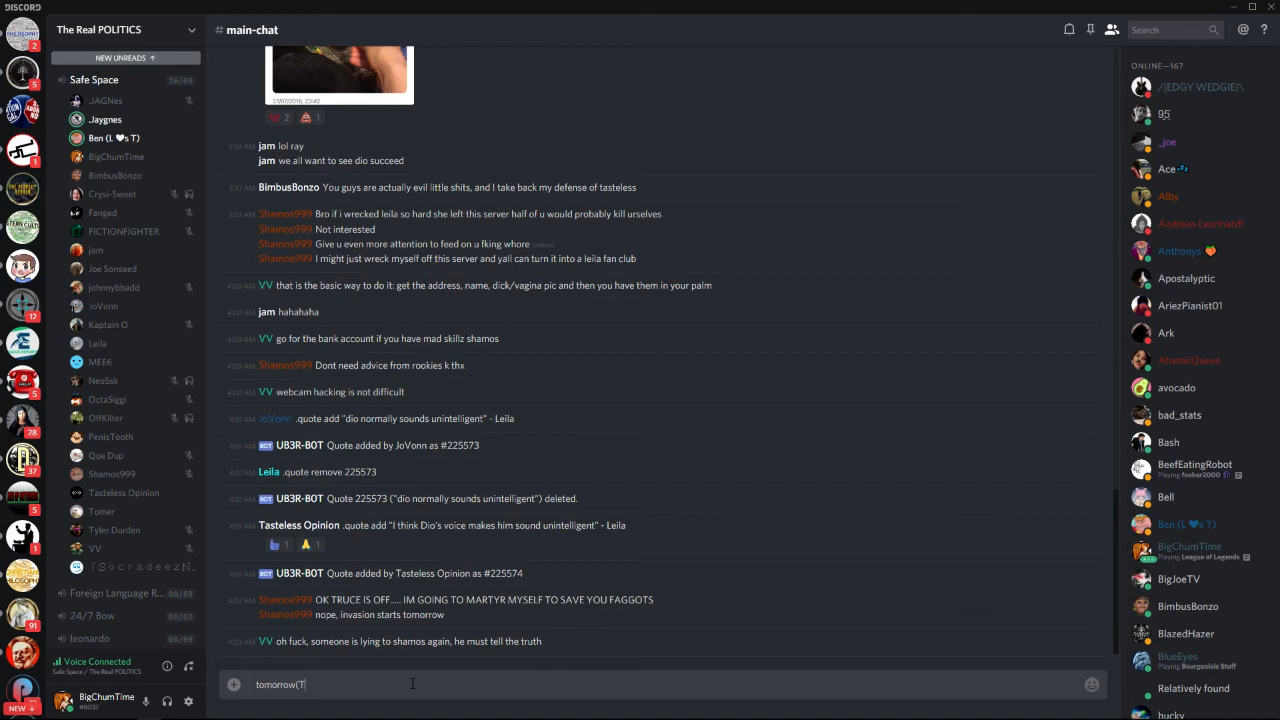 DISCORD
The Real POLITICS
# main-chat
Search
NEW UNREADS ↑
Safe Space 26/68
.JAGNes
.Jaygnes
Ben (L ♥s T)
BigChumTime
BimbusBonzo
Crysi-Sweet
Fanged
FICTIONFIGHTER
jam
Joe Sonseed
johnnybbadd
JoVonn
Kaptain O
Leila
MEE6
NeoSsk
OctaSiggi
OffKilter
PenisTooth
Que Dup
Shamos999
Tasteless Opinion
Tomer
Tyler Durden
VV
Foreign Language R... 00/68
24/7 Bow 00/02
leonardo 00/99
Voice Connected
Safe Space / The Real POLITICS
BigChumTime
#8032
27/07/2018, 23:42
2 1
3:54 AM jam lol ray
jam we all want to see dio succeed
3:57 AM BimbusBonzo You guys are actually evil little shits, and I take back my defense of tasteless
3:57 AM Shamos999 Bro if i wrecked leila so hard she left this server half of u would probably kill urselves
Shamos999 Not interested
Shamos999 Give u even more attention to feed on u fking whore (edited)
Shamos999 I might just wreck myself off this server and yall can turn it into a leila fan club
4:00 AM VV that is the basic way to do it: get the address, name, dick/vagina pic and then you have them in your palm
4:00 AM jam hahahaha
4:00 AM VV go for the bank account if you have mad skillz shamos
4:00 AM Shamos999 Dont need advice from rookies k thx
4:00 AM VV webcam hacking is not difficult
4:01 AM JoVonn .quote add "dio normally sounds unintelligent" - Leila
4:01 AM BOT UB3R-BOT Quote added by JoVonn as #225573
4:01 AM Leila .quote remove 225573
4:01 AM BOT UB3R-BOT Quote 225573 ("dio normally sounds unintelligent") deleted.
4:01 AM Tasteless Opinion .quote add "I think Dio's voice makes him sound unintelligent" - Leila
1 1
4:01 AM BOT UB3R-BOT Quote added by Tasteless Opinion as #225574
4:02 AM Shamos999 OK TRUCE IS OFF..... IM GOING TO MARTYR MYSELF TO SAVE YOU FAGGOTS
Shamos999 nope, invasion starts tomorrow
4:03 AM VV oh fuck, someone is lying to shamos again, he must tell the truth
tomorrow(T
ONLINE—167
/|EDGY WEDGIE|\
g5
_joe
Ace
Alby
Andreas Leonhardi
Anthonys
Apostalyptic
AriezPianist01
Ark
AtomicQueen
avocado
bad_stats
Bash
BeefEatingRobot
Playing foobar2000
Bell
Ben (L ♥s T)
BigChumTime
Playing League of Legends
BigJoeTV
BimbusBonzo
BlazedHazer
BlueEyes
Playing Bourgeoisie Stuff
Relatively found
bucky